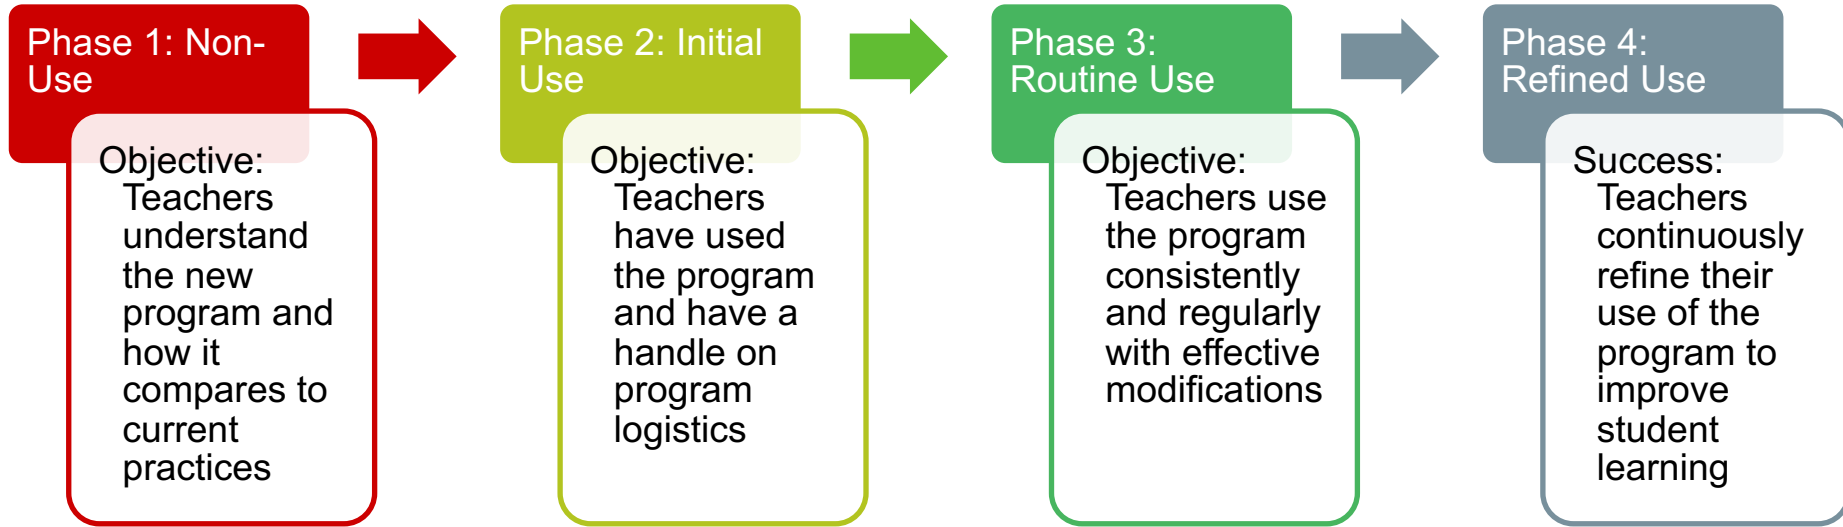 Phase 1: Non-
Use
Objective:
Teachers
understand
the new
program and
how it
compares to
current
practices
Phase 2: Initial
Use
Objective:
Teachers
have used
the program
and have a
handle on
program
logistics
Phase 3:
Routine Use
Objective:
Teachers use
the program
consistently
and regularly
with effective
modifications
Phase 4:
Refined Use
Success:
Teachers
continuously
refine their
use of the
program to
improve
student
learning